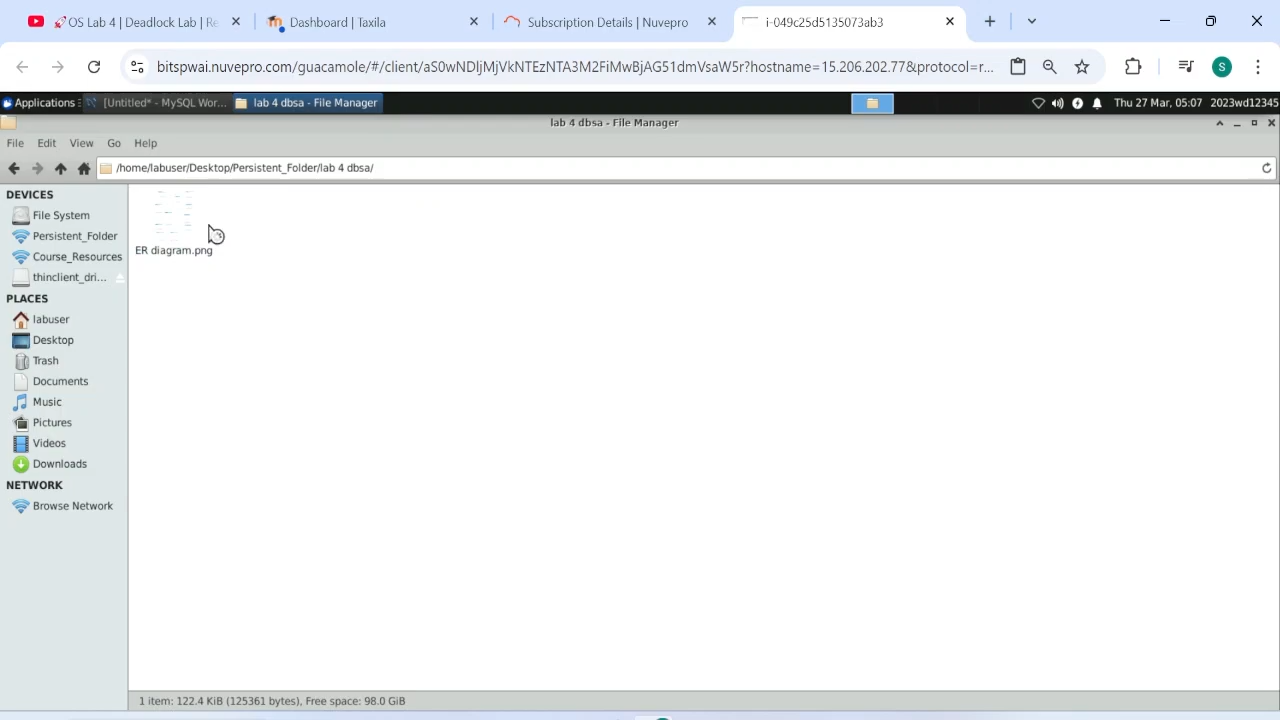 🚀OS Lab 4 | Deadlock Lab | Re
Dashboard | Taxila
Subscription Details | Nuvepro
i-049c25d5135073ab3
bitspwai.nuvepro.com/guacamole/#/client/aS0wNDljMjVkNTEzNTA3M2FiMwBjAG51dmVsaW5r?hostname=15.206.202.77&protocol=r...
S
Applications
[Untitled* - MySQL Wor...
lab 4 dbsa - File Manager
Thu 27 Mar, 05:07
2023wd12345
lab 4 dbsa - File Manager
File Edit View Go Help
/home/labuser/Desktop/Persistent_Folder/lab 4 dbsa/
DEVICES
File System
Persistent_Folder
Course_Resources
thinclient_dri...
PLACES
labuser
Desktop
Trash
Documents
Music
Pictures
Videos
Downloads
NETWORK
Browse Network
ER diagram.png
1 item: 122.4 KiB (125361 bytes), Free space: 98.0 GiB